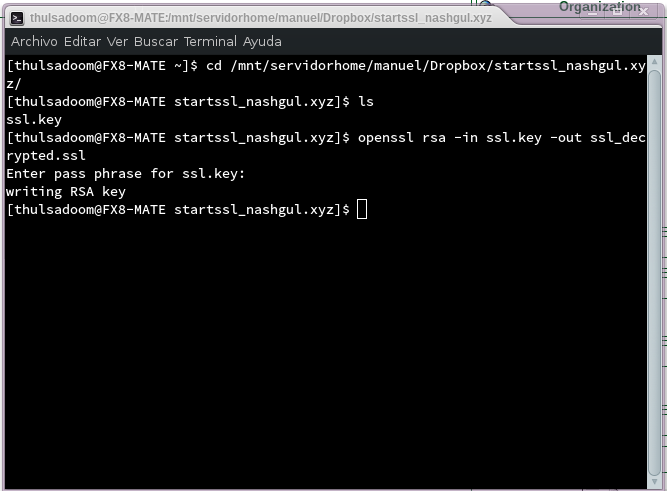 Organization
thulsadoom@FX8-MATE:/mnt/servidorhome/manuel/Dropbox/startssl_nashgul.xyz
Archivo Editar Ver Buscar Terminal Ayuda
[thulsadoom@FX8-MATE ~]$ cd /mnt/servidorhome/manuel/Dropbox/startssl_nashgul.xy
z/
[thulsadoom@FX8-MATE startssl_nashgul.xyz]$ ls
ssl.key
[thulsadoom@FX8-MATE startssl_nashgul.xyz]$ openssl rsa -in ssl.key -out ssl_dec
rypted.ssl
Enter pass phrase for ssl.key:
writing RSA key
[thulsadoom@FX8-MATE startssl_nashgul.xyz]$